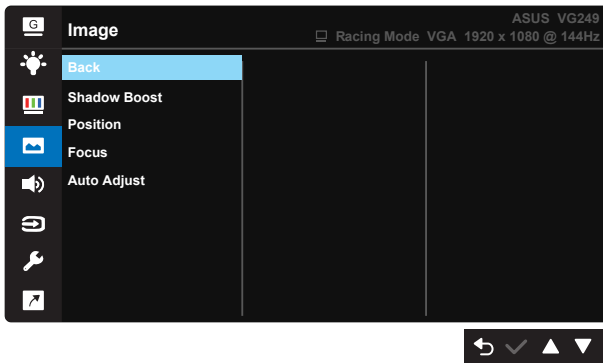 G
Image
ASUS VG249
Racing Mode VGA 1920 x 1080 @ 144Hz
Back
Shadow Boost
Position
Focus
Auto Adjust